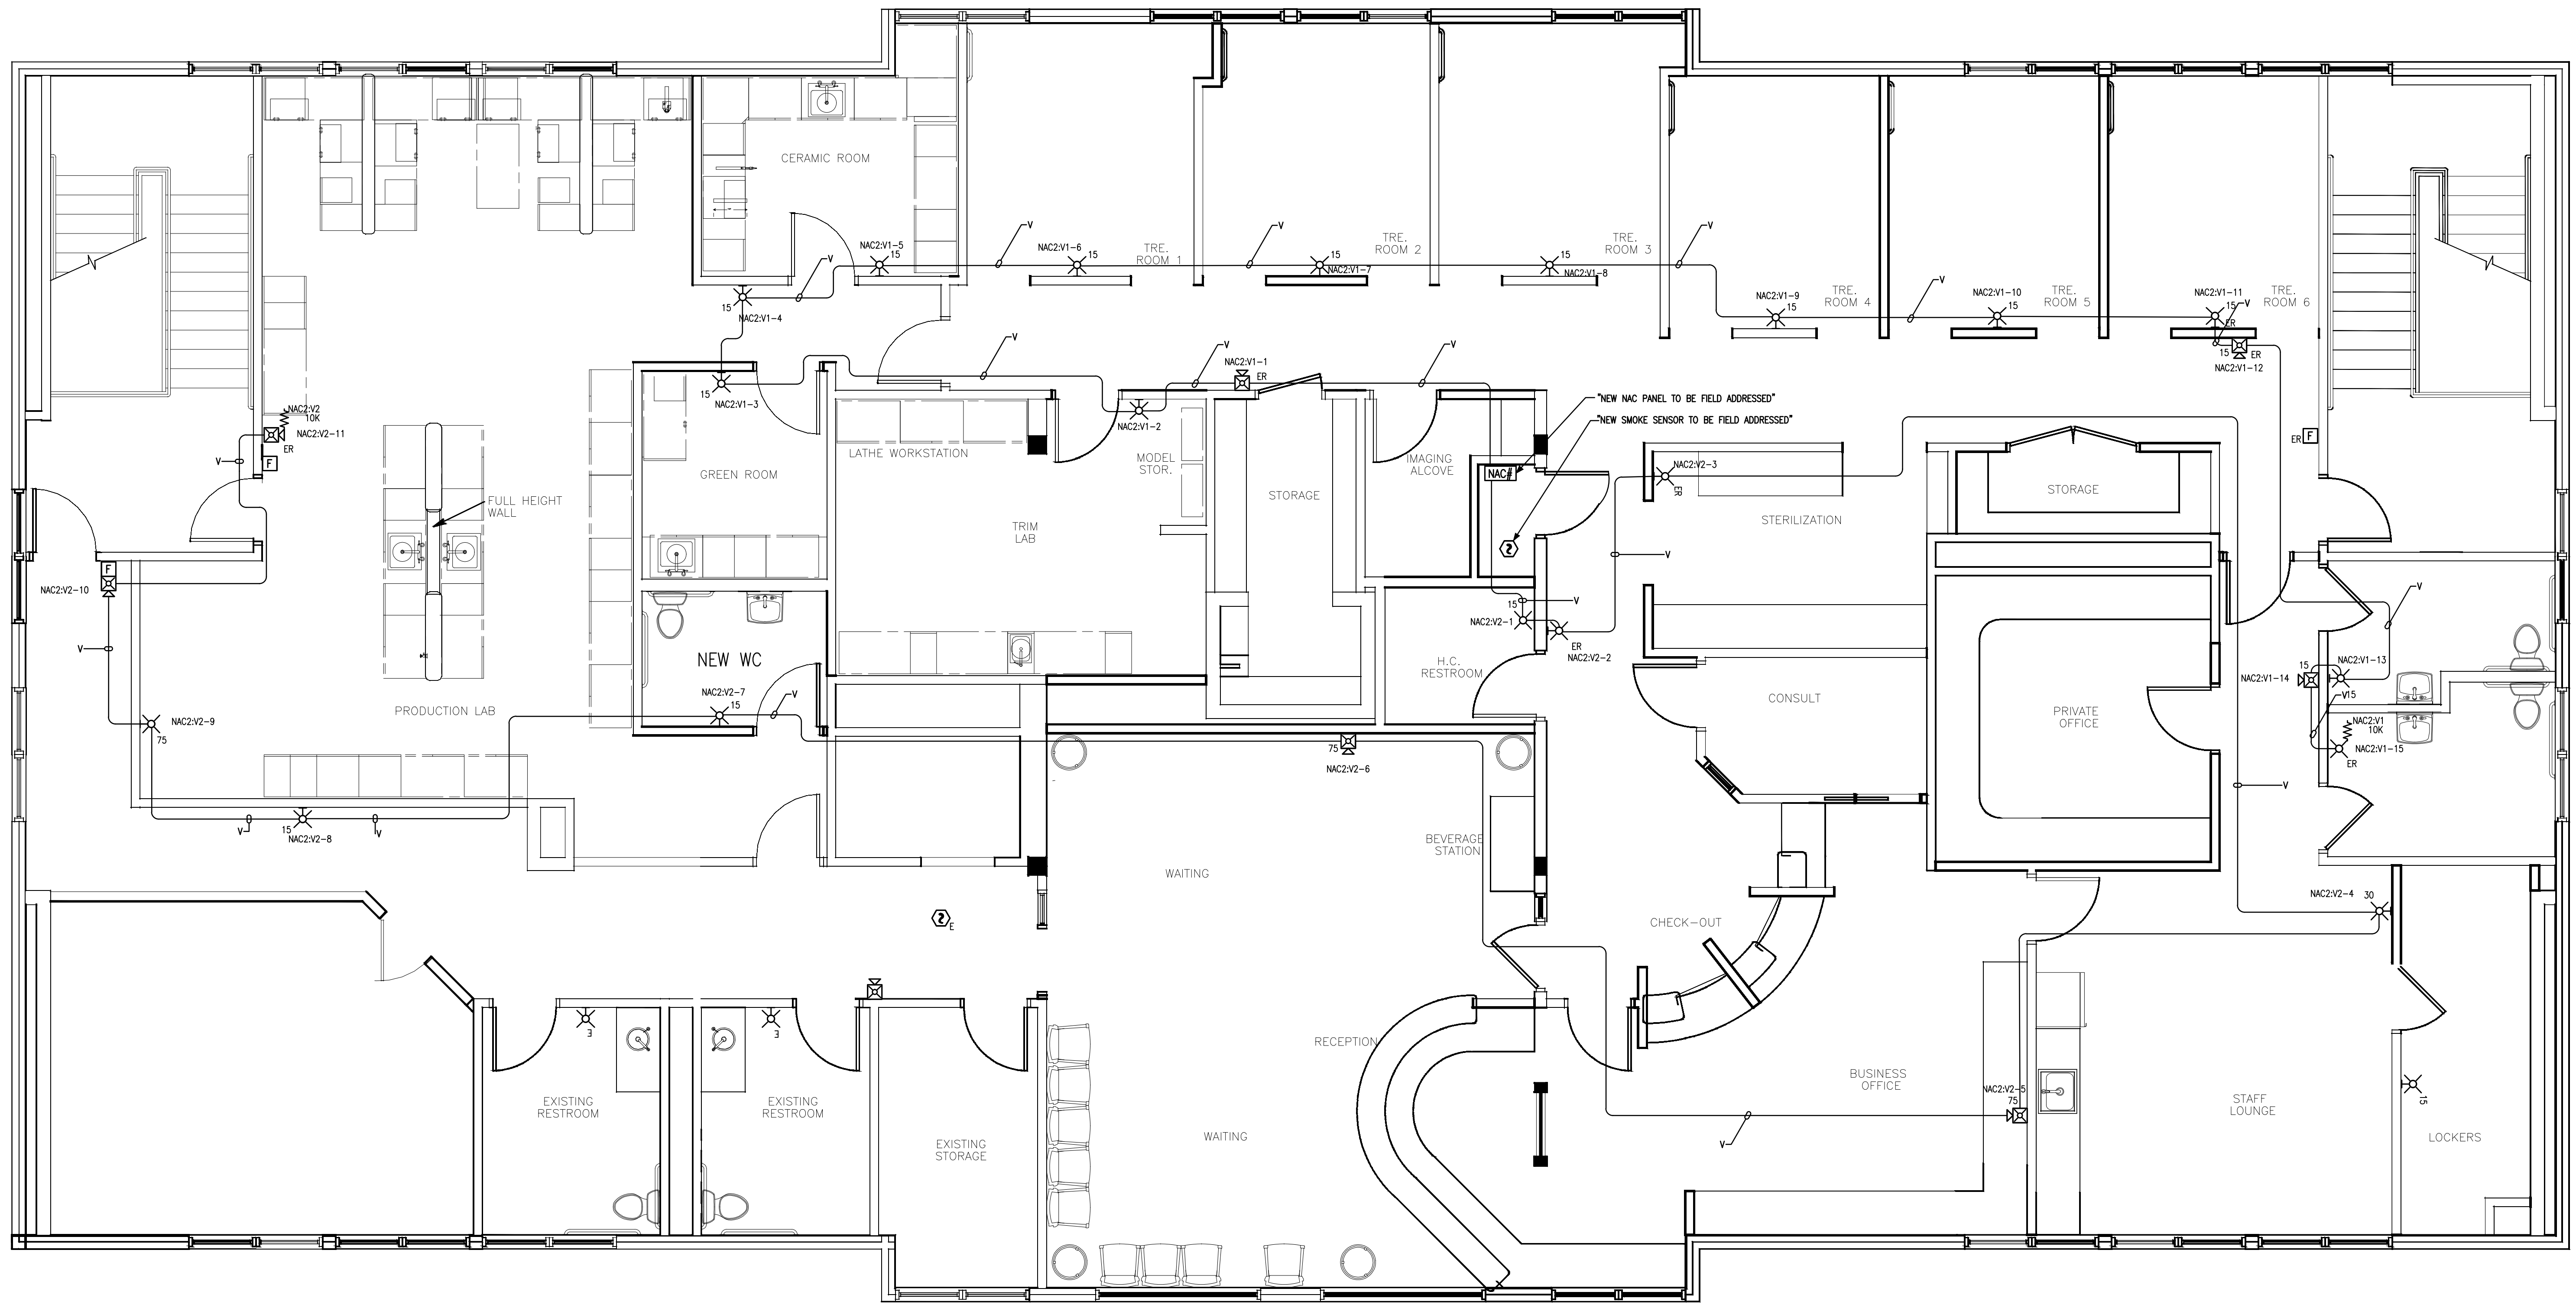 CERAMIC ROOM
NAC2:V1-5
15
V
V
NAC2:V1-6
15
V
TRE.
ROOM 1
V
15
NAC2:V1-7
TRE.
ROOM 2
15
NAC2:V1-8
TRE.
ROOM 3
V
NAC2:V1-9
15
TRE.
ROOM 4
V
NAC2:V1-10
15
TRE.
ROOM 5
NAC2:V1-11
15
V
ER
TRE.
ROOM 6
15
ER
NAC2:V1-12
15
NAC2:V1-4
V
V
V
NAC2:V1-1
ER
15
NAC2:V1-3
NAC2:V1-2
"NEW NAC PANEL TO BE FIELD ADDRESSED"
"NEW SMOKE SENSOR TO BE FIELD ADDRESSED"
NAC2:V2
10K
NAC2:V2-11
ER
V
F
ER
F
LATHE WORKSTATION
MODEL
STOR.
IMAGING
ALCOVE
NAC#
NAC2:V2-3
ER
GREEN ROOM
FULL HEIGHT
WALL
STORAGE
STORAGE
TRIM
LAB
STERILIZATION
V
F
NAC2:V2-10
V
V
15
V
NAC2:V2-1
ER
NAC2:V2-2
NEW WC
H.C.
RESTROOM
NAC2:V2-7
15
V
CONSULT
PRIVATE
OFFICE
15
NAC2:V1-13
NAC2:V1-14
V
15
NAC2:V1
10K
NAC2:V1-15
ER
PRODUCTION LAB
NAC2:V2-9
75
75
NAC2:V2-6
V
V
15
NAC2:V2-8
V
BEVERAGE
STATION
WAITING
NAC2:V2-4
30
E
CHECK-OUT
E
E
RECEPTION
BUSINESS
OFFICE
NAC2:V2-5
75
15
EXISTING
RESTROOM
EXISTING
RESTROOM
STAFF
LOUNGE
EXISTING
STORAGE
WAITING
V
LOCKERS